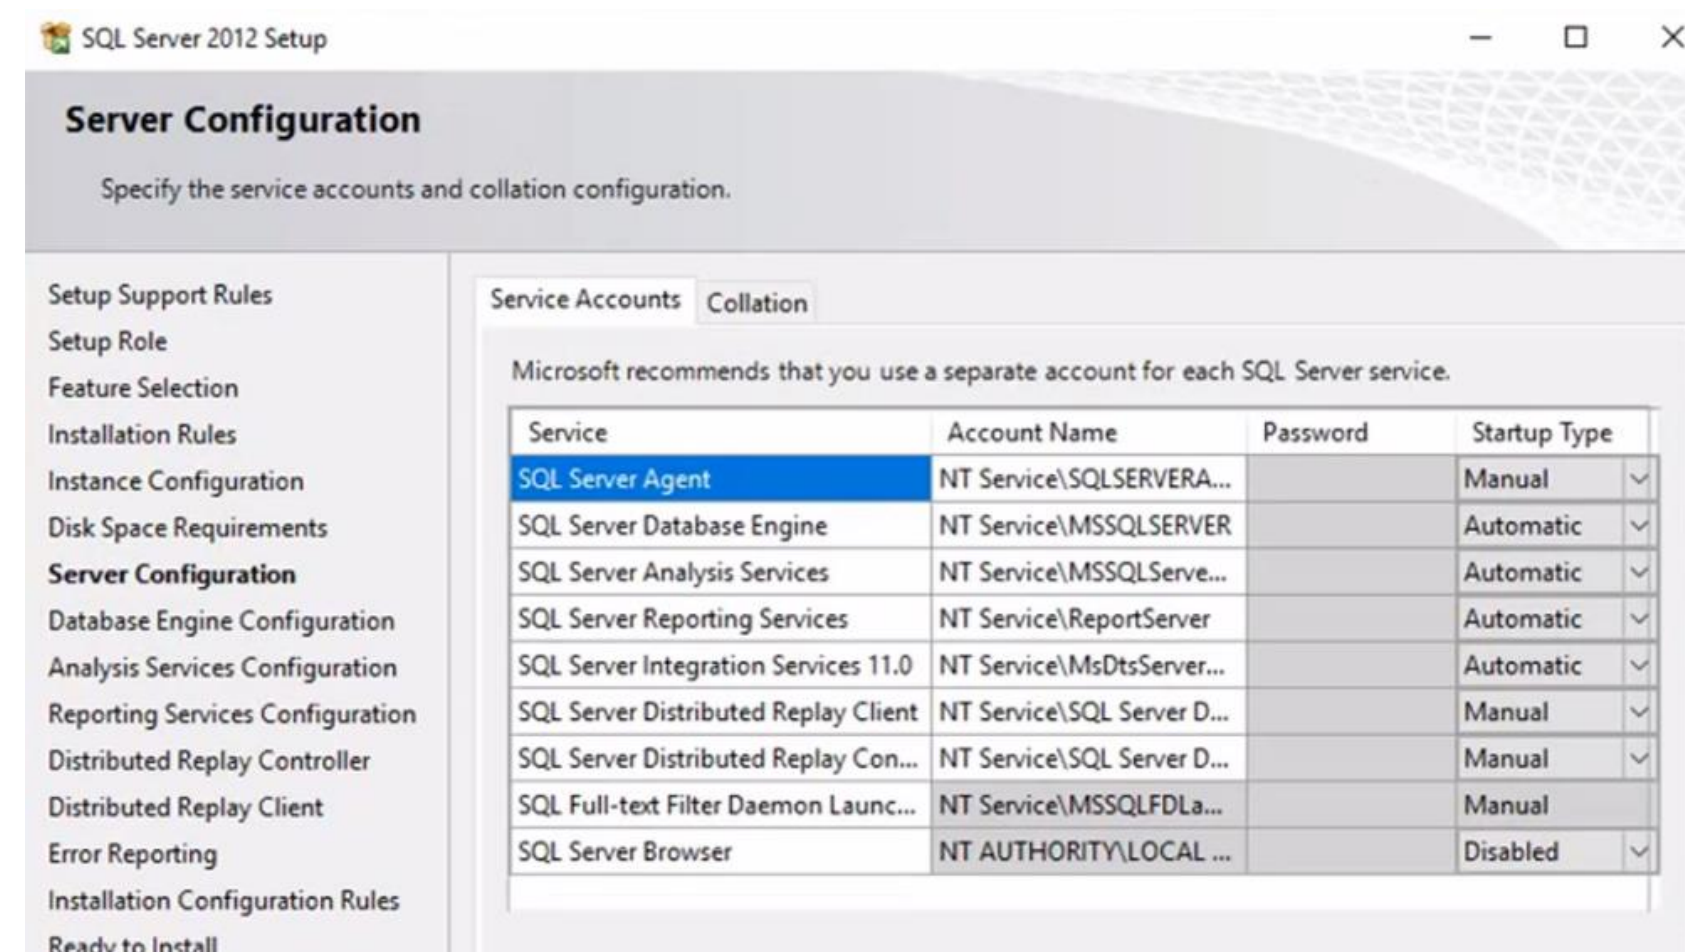 SQL Server 2012 Setup
Server Configuration
Specify the service accounts and collation configuration.
Setup Support Rules
Setup Role
Feature Selection
Installation Rules
Instance Configuration
Disk Space Requirements
Server Configuration
Database Engine Configuration
Analysis Services Configuration
Reporting Services Configuration
Distributed Replay Controller
Distributed Replay Client
Error Reporting
Installation Configuration Rules
Ready to Install
Service Accounts Collation
Microsoft recommends that you use a separate account for each SQL Server service.
Service Account Name Password Startup Type
SQL Server Agent NT Service\SQLSERVERA... Manual
SQL Server Database Engine NT Service\MSSQLSERVER Automatic
SQL Server Analysis Services NT Service\MSSQLServe... Automatic
SQL Server Reporting Services NT Service\ReportServer Automatic
SQL Server Integration Services 11.0 NT Service\MsDtsServer... Automatic
SQL Server Distributed Replay Client NT Service\SQL Server D... Manual
SQL Server Distributed Replay Con... NT Service\SQL Server D... Manual
SQL Full-text Filter Daemon Launc... NT Service\MSSQLFDLa... Manual
SQL Server Browser NT AUTHORITY\LOCAL ... Disabled